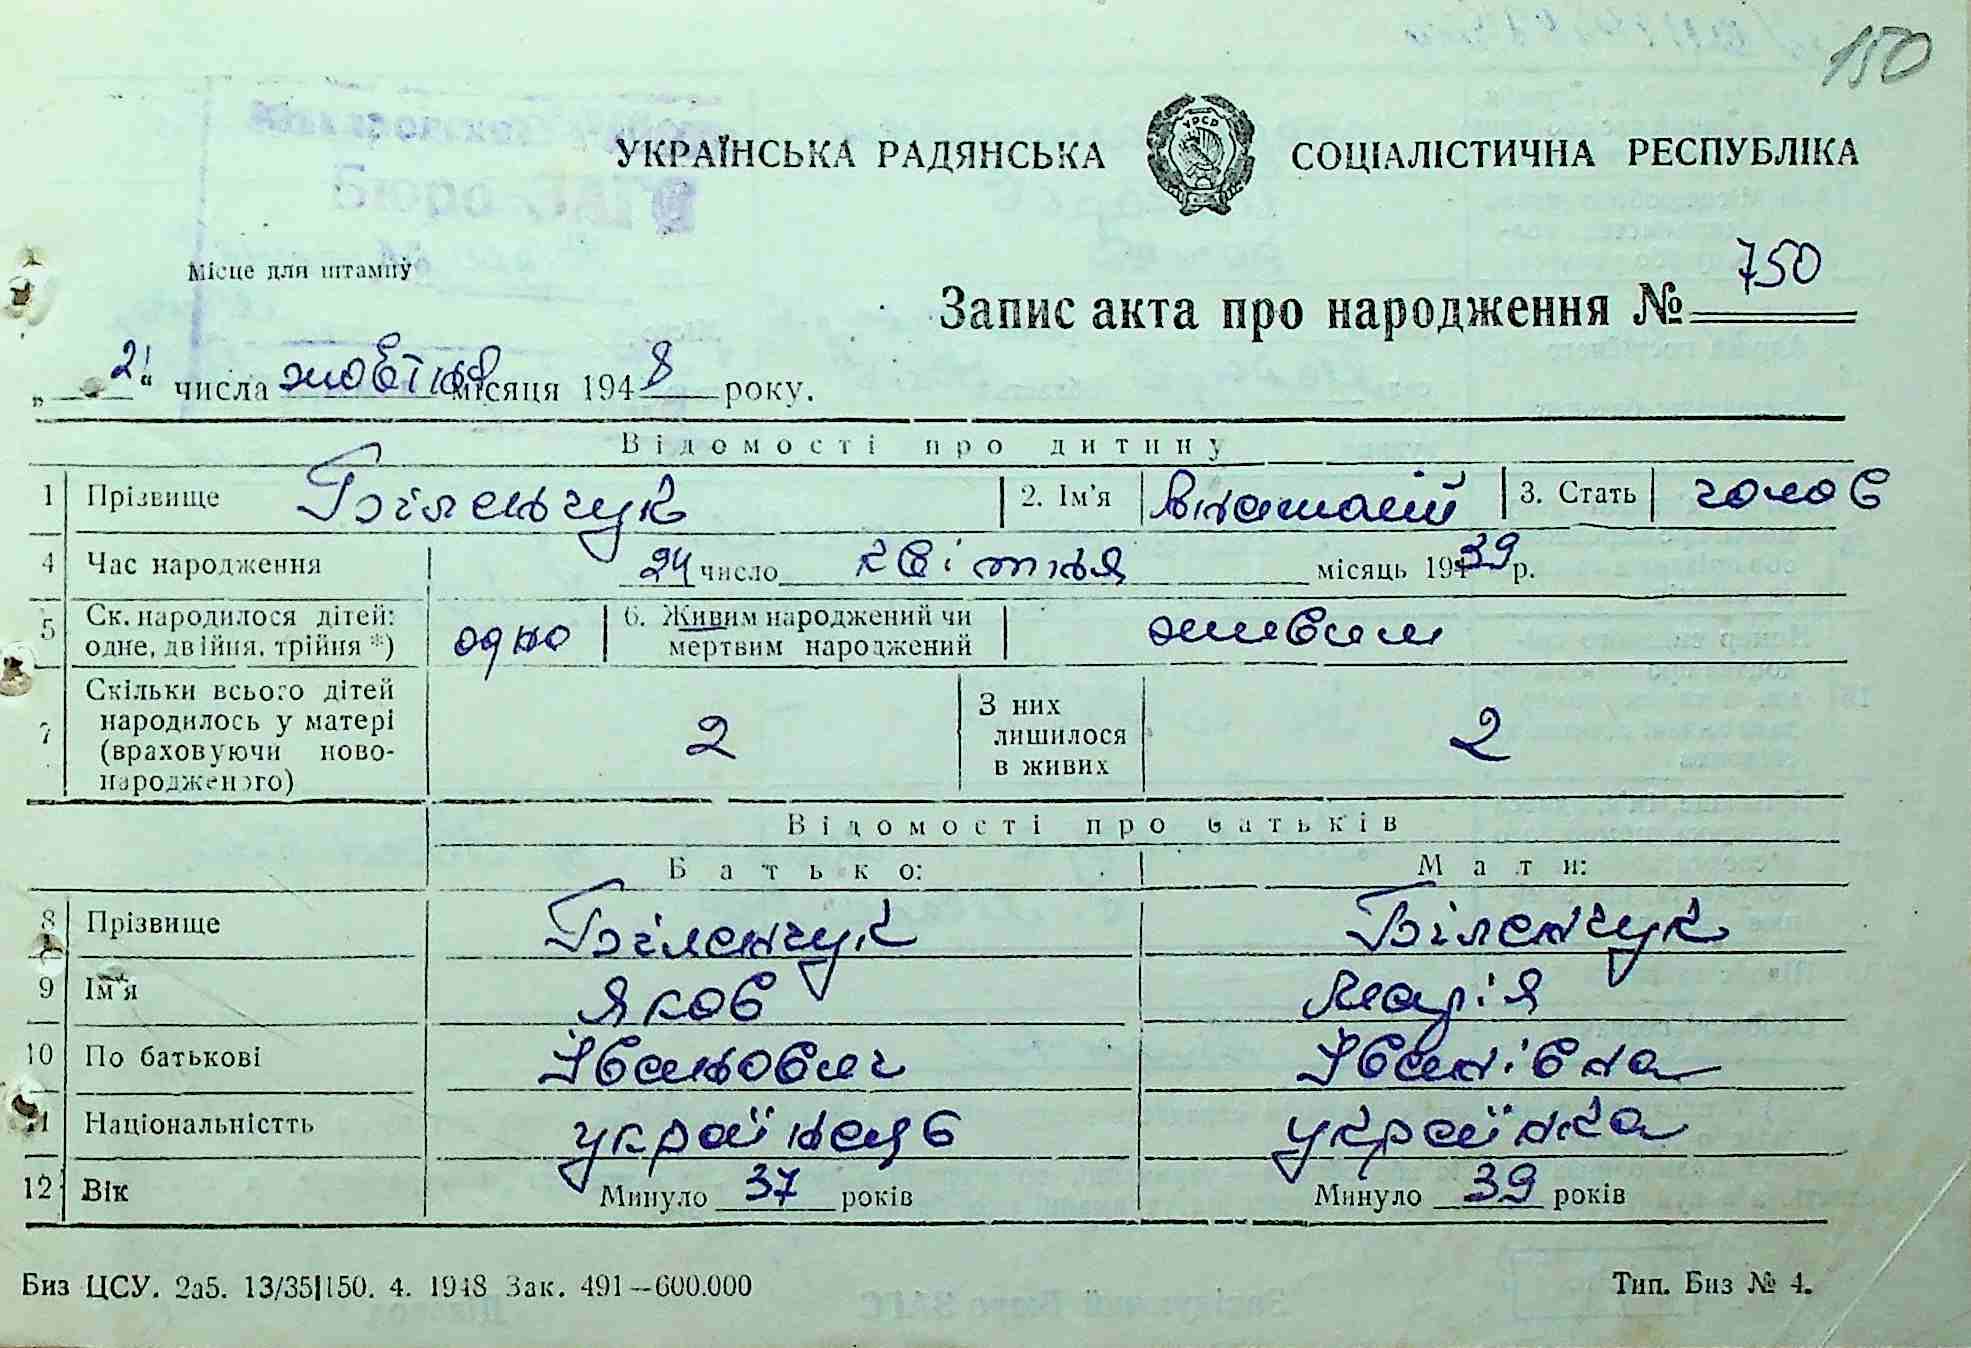 150
УКРАЇНСЬКА РАДЯНСЬКА СОЦІАЛІСТИЧНА РЕСПУБЛІКА
УРСР
Місце для штампу
Запис акта про народження № 750
„ 2 “ числа жовтня місяця 1948 року.
Відомості про дитину
1 Прізвище Біленчук 2. Ім'я Віталій 3. Стать чолов
4 Час народження 24 число квітня місяць 1939 р.
5 Ск. народилося дітей: одно 6. Живим народжений чи живим
одне, двійня, трійня *) мертвим народжений
7 Скільки всього дітей
народилось у матері 2 З них 2
(враховуючи ново- лишилося
народженого) в живих
Відомості про батьків
Батько: Мати:
8 Прізвище Біленчук Біленчук
9 Ім'я Яков Марія
10 По батькові Іванович Іванівна
11 Національністть українець українка
12 Вік Минуло 37 років Минуло 39 років
Биз ЦСУ. 2аб. 13/35|150. 4. 1948 Зак. 491—600.000 Тип. Биз № 4.